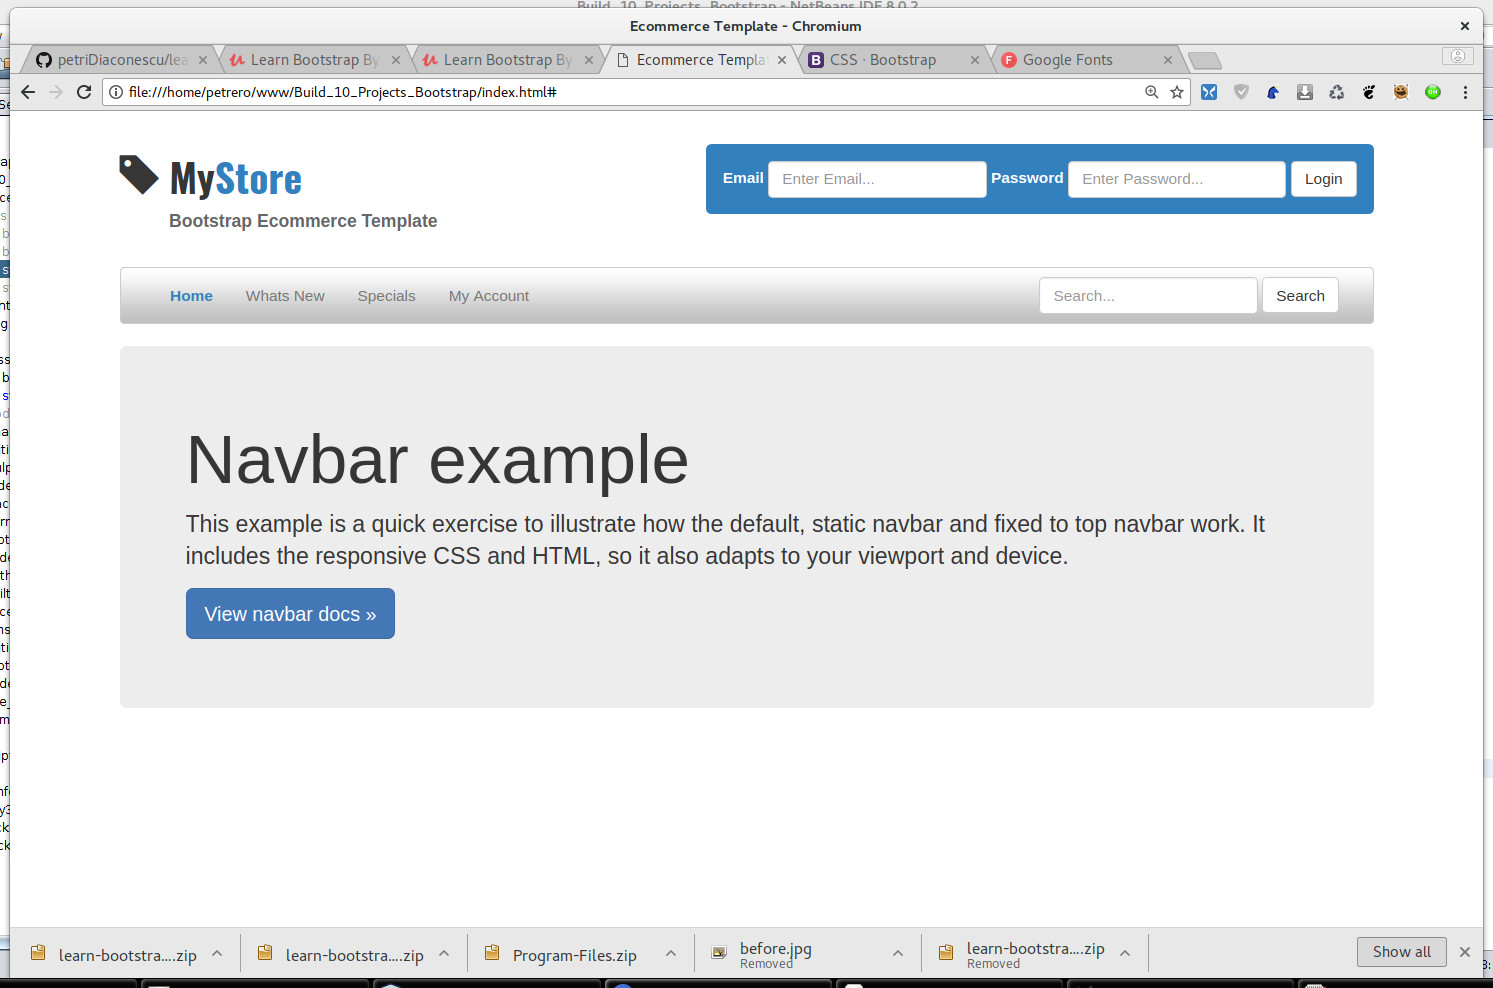 Build_10_Projects_Bootstrap - NetBeans IDE 8.0.2
Ecommerce Template - Chromium
petriDiaconescu/lea
Learn Bootstrap By
Learn Bootstrap By
Ecommerce Templa
CSS · Bootstrap
Google Fonts
file:///home/petrero/www/Build_10_Projects_Bootstrap/index.html#
ON
MyStore
Bootstrap Ecommerce Template
Email
Enter Email...
Password
Enter Password...
Login
Home
Whats New
Specials
My Account
Search...
Search
Navbar example
This example is a quick exercise to illustrate how the default, static navbar and fixed to top navbar work. It
includes the responsive CSS and HTML, so it also adapts to your viewport and device.
View navbar docs »
learn-bootstra....zip
learn-bootstra....zip
Program-Files.zip
before.jpg
Removed
learn-bootstra....zip
Removed
Show all